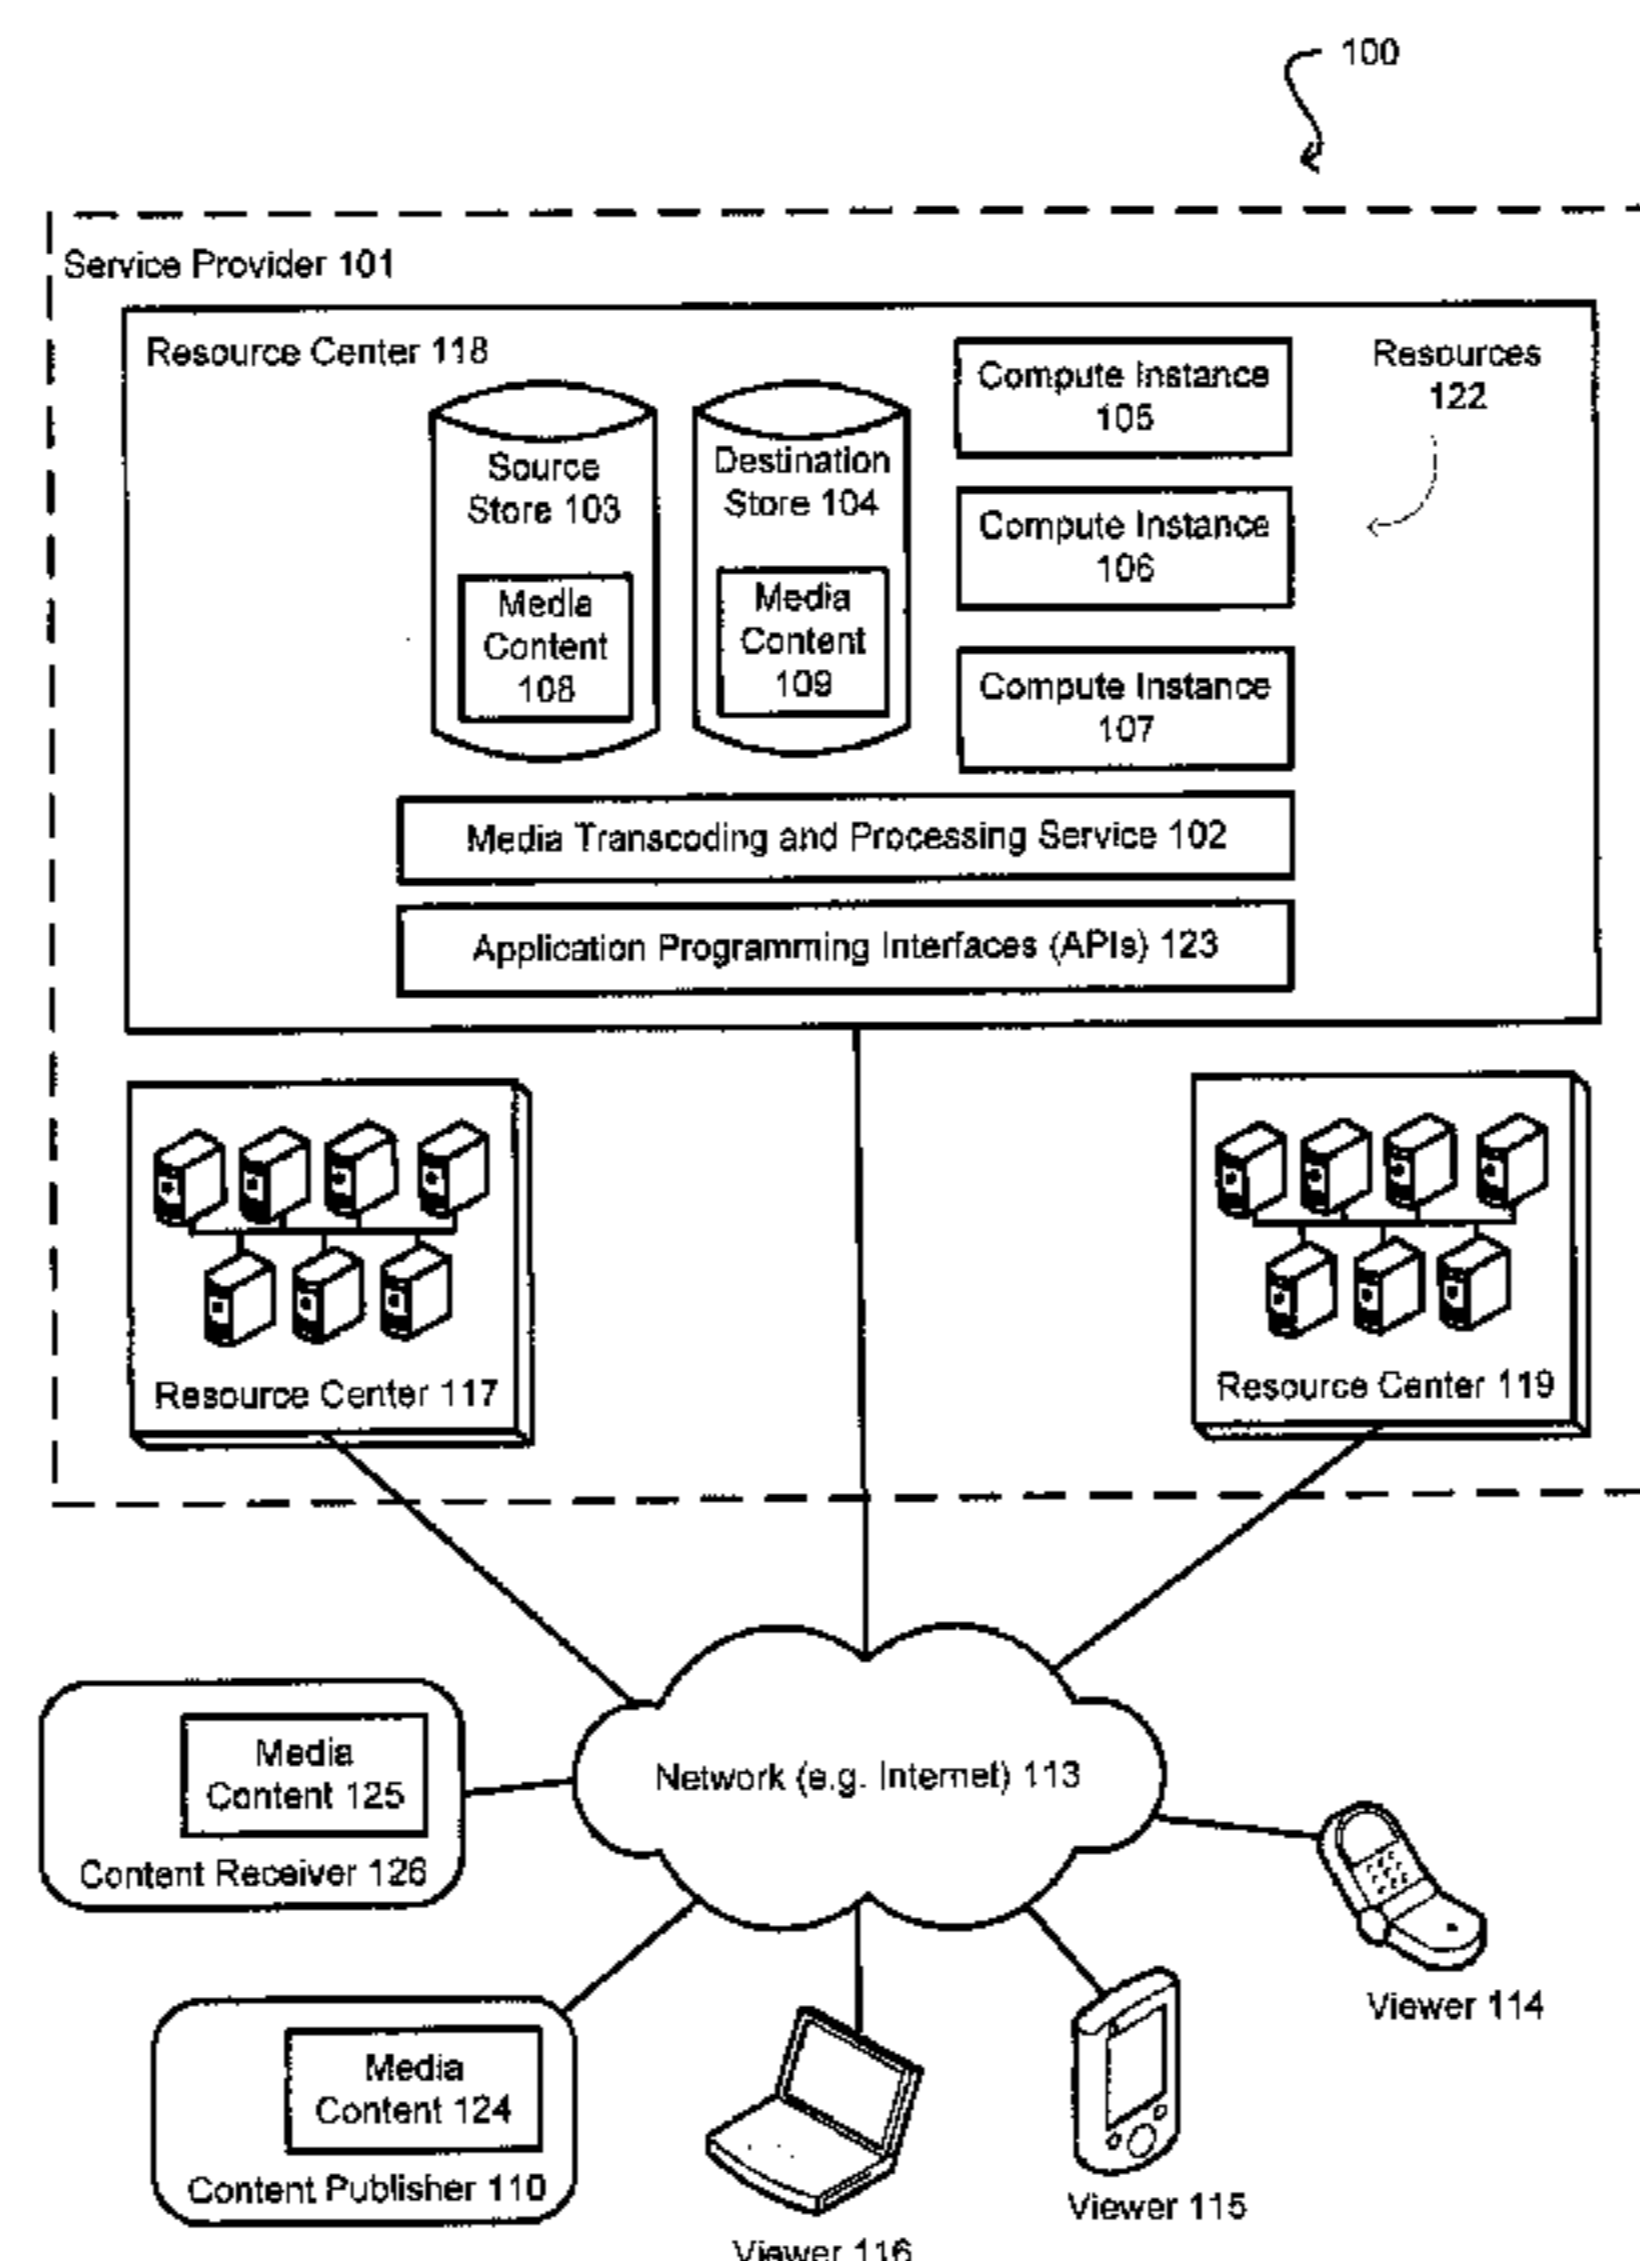 100
Service Provider 101
Resource Center 118
Resources
122
Source
Store 103
Media
Content
108
Destination
Store 104
Media
Content
109
Compute Instance
105
Compute Instance
106
Compute Instance
107
Media Transcoding and Processing Service 102
Application Programming Interfaces (APIs) 123
Resource Center 117
Resource Center 119
Network (e.g. Internet) 113
Media
Content 125
Content Receiver 126
Media
Content 124
Content Publisher 110
Viewer 114
Viewer 115
Viewer 116